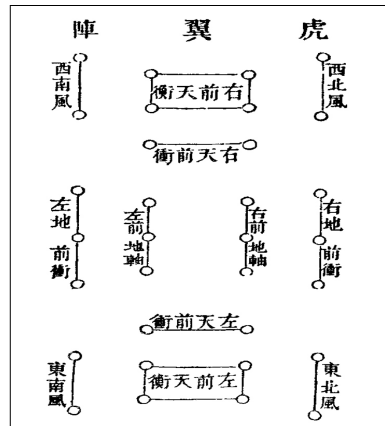 虎翼陣
西北風
右前天衡
西南風
右天前衝
右地前衝
右前地軸
左前地軸
左地前衝
左天前衝
東北風
左前天衡
東南風